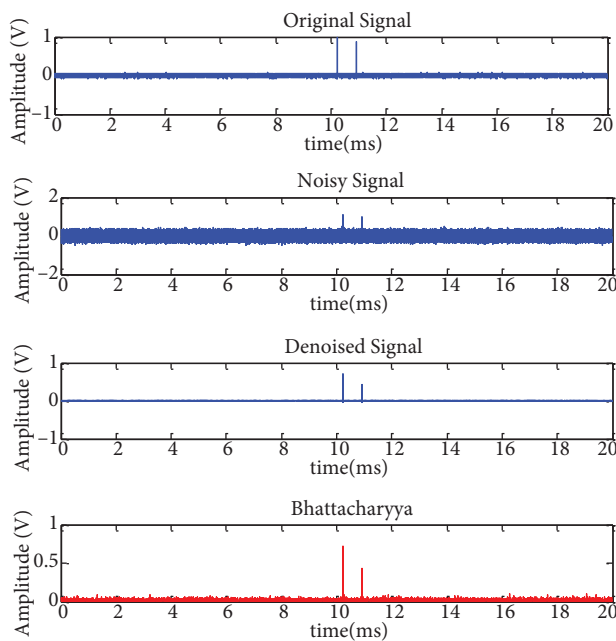 Original Signal
Amplitude (V)
1
0
−1
0 2 4 6 8 10 12 14 16 18 20
time(ms)
Noisy Signal
Amplitude (V)
2
0
−2
0 2 4 6 8 10 12 14 16 18 20
time(ms)
Denoised Signal
Amplitude (V)
1
0
−1
0 2 4 6 8 10 12 14 16 18 20
time(ms)
Bhattacharyya
Amplitude (V)
1
0.5
0
0 2 4 6 8 10 12 14 16 18 20
time(ms)